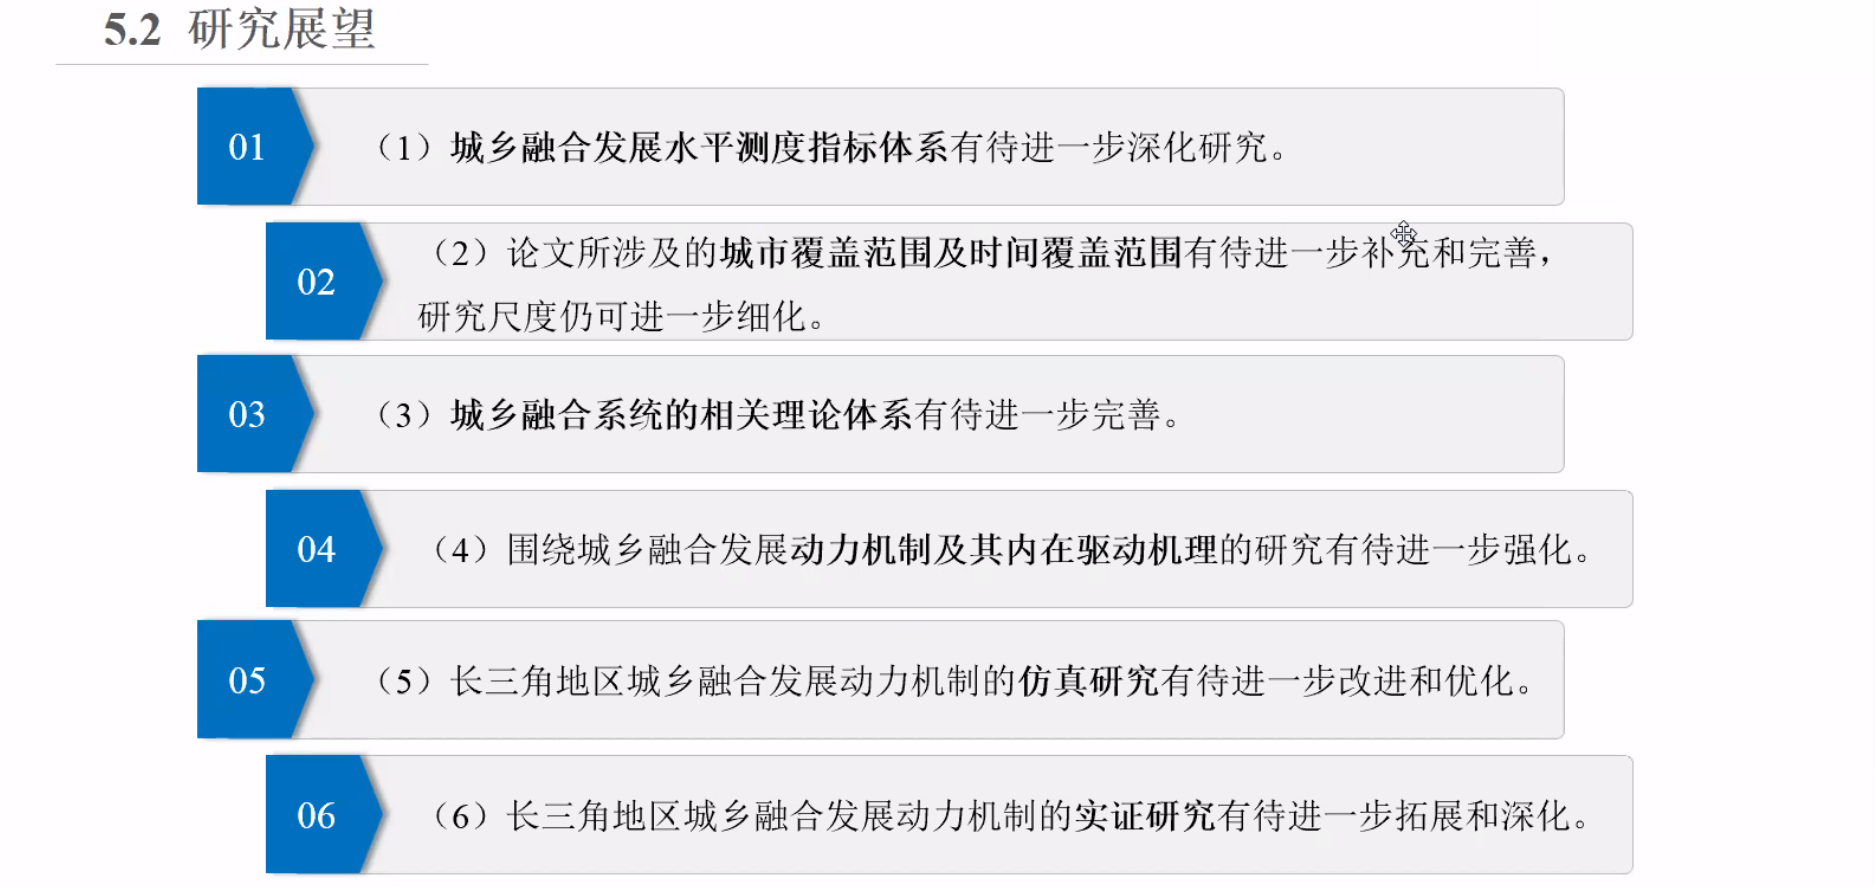 5.2 研究展望
01
（1）城乡融合发展水平测度指标体系有待进一步深化研究。
02
（2）论文所涉及的城市覆盖范围及时间覆盖范围有待进一步补充和完善，
研究尺度仍可进一步细化。
03
（3）城乡融合系统的相关理论体系有待进一步完善。
04
（4）围绕城乡融合发展动力机制及其内在驱动机理的研究有待进一步强化。
05
（5）长三角地区城乡融合发展动力机制的仿真研究有待进一步改进和优化。
06
（6）长三角地区城乡融合发展动力机制的实证研究有待进一步拓展和深化。